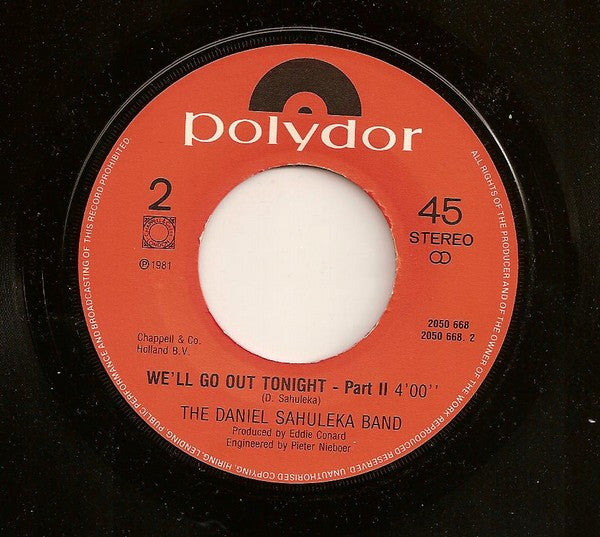 polydor
2
45
STEREO
℗ 1981
2050 668
2050 668. 2
Chappell & Co.
Holland B.V.
WE'LL GO OUT TONIGHT - Part II 4'00''
(D. Sahuleka)
THE DANIEL SAHULEKA BAND
Produced by Eddie Conard
Engineered by Pieter Nieboer
ALL RIGHTS OF THE PRODUCER AND OF THE OWNER OF THE WORK REPRODUCED RESERVED. UNAUTHORISED COPYING, HIRING, LENDING, PUBLIC PERFORMANCE AND BROADCASTING OF THIS RECORD PROHIBITED.